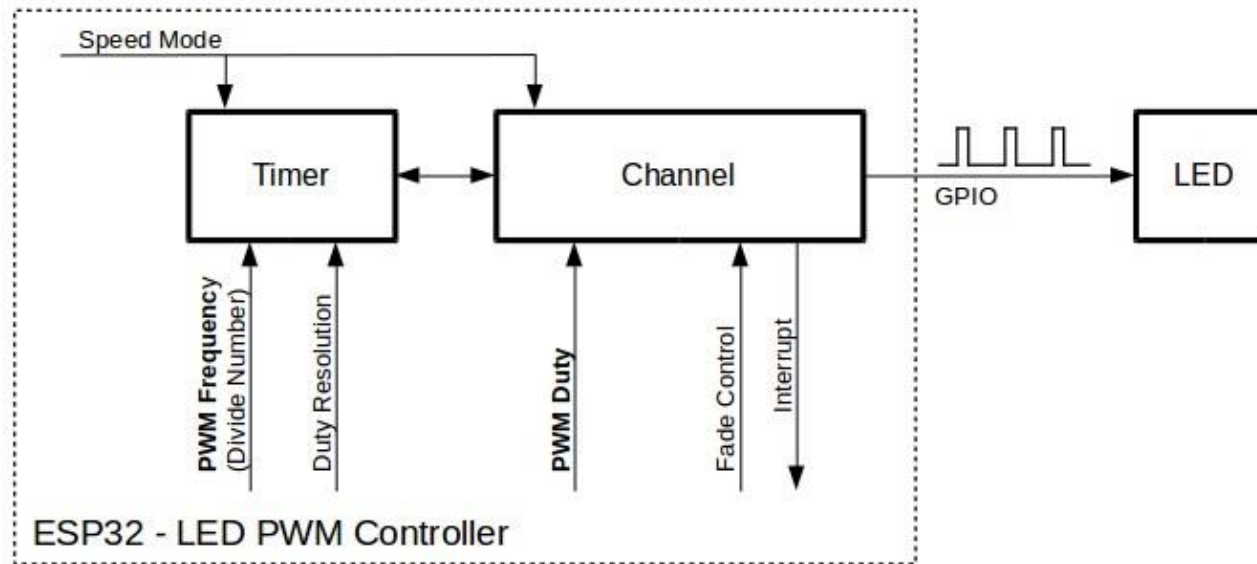 Speed Mode
Timer
Channel
GPIO
LED
PWM Frequency
(Divide Number)
Duty Resolution
PWM Duty
Fade Control
Interrupt
ESP32 - LED PWM Controller